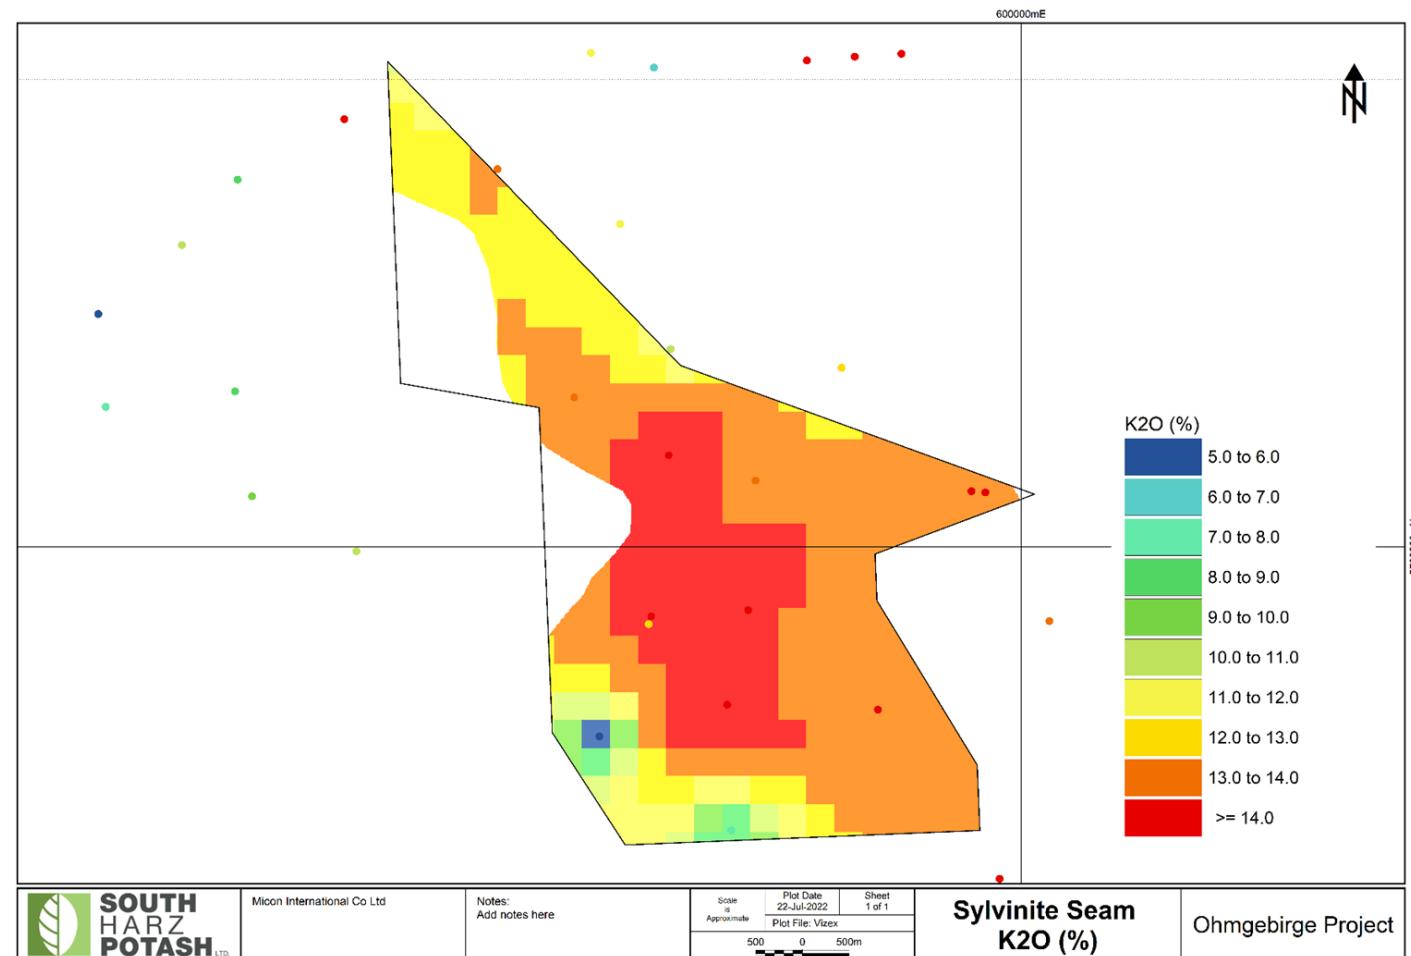 600000mE
N
K2O (%)
5.0 to 6.0
6.0 to 7.0
7.0 to 8.0
8.0 to 9.0
9.0 to 10.0
10.0 to 11.0
11.0 to 12.0
12.0 to 13.0
13.0 to 14.0
>= 14.0
SOUTH
HARZ
POTASH LTD.
Micon International Co Ltd
Notes:
Add notes here
Scale
is
Approximate
Plot Date
22-Jul-2022
Sheet
1 of 1
Plot File: Vizex
500 0 500m
Sylvinite Seam
K2O (%)
Ohmgebirge Project